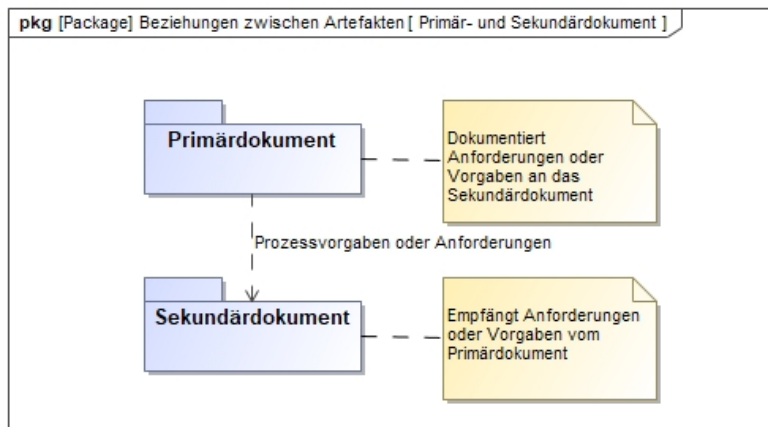 pkg [Package] Beziehungen zwischen Artefakten [ Primär- und Sekundärdokument ]
Primärdokument
Dokumentiert
Anforderungen oder
Vorgaben an das
Sekundärdokument
Prozessvorgaben oder Anforderungen
Sekundärdokument
Empfängt Anforderungen
oder Vorgaben vom
Primärdokument